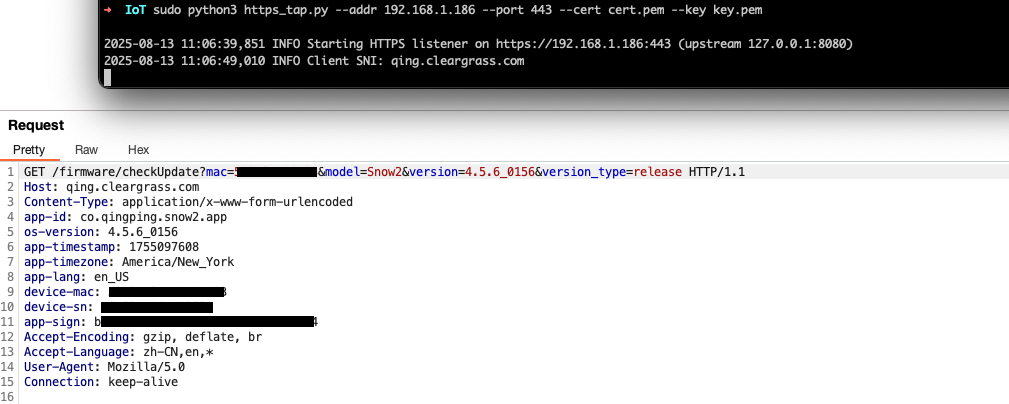 → IoT sudo python3 https_tap.py --addr 192.168.1.186 --port 443 --cert cert.pem --key key.pem
2025-08-13 11:06:39,851 INFO Starting HTTPS listener on https://192.168.1.186:443 (upstream 127.0.0.1:8080)
2025-08-13 11:06:49,010 INFO Client SNI: qing.cleargrass.com
Request
Pretty Raw Hex
1 GET /firmware/checkUpdate?mac=5 &model=Snow2&version=4.5.6_0156&version_type=release HTTP/1.1
2 Host: qing.cleargrass.com
3 Content-Type: application/x-www-form-urlencoded
4 app-id: co.qingping.snow2.app
5 os-version: 4.5.6_0156
6 app-timestamp: 1755097608
7 app-timezone: America/New_York
8 app-lang: en_US
9 device-mac:
10 device-sn:
11 app-sign: b 4
12 Accept-Encoding: gzip, deflate, br
13 Accept-Language: zh-CN,en,*
14 User-Agent: Mozilla/5.0
15 Connection: keep-alive
16